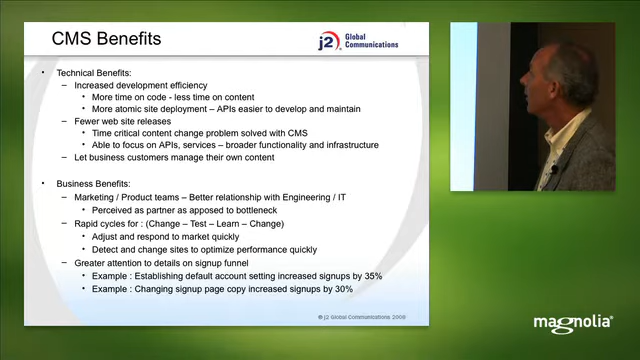 CMS Benefits
j2 Global Communications
• Technical Benefits:
– Increased development efficiency
• More time on code - less time on content
• More atomic site deployment – APIs easier to develop and maintain
– Fewer web site releases
• Time critical content change problem solved with CMS
• Able to focus on APIs, services – broader functionality and infrastructure
– Let business customers manage their own content
• Business Benefits:
– Marketing / Product teams – Better relationship with Engineering / IT
• Perceived as partner as apposed to bottleneck
– Rapid cycles for : (Change – Test – Learn – Change)
• Adjust and respond to market quickly
• Detect and change sites to optimize performance quickly
– Greater attention to details on signup funnel
• Example : Establishing default account setting increased signups by 35%
• Example : Changing signup page copy increased signups by 30%
© j2 Global Communications 2009
magnolia®